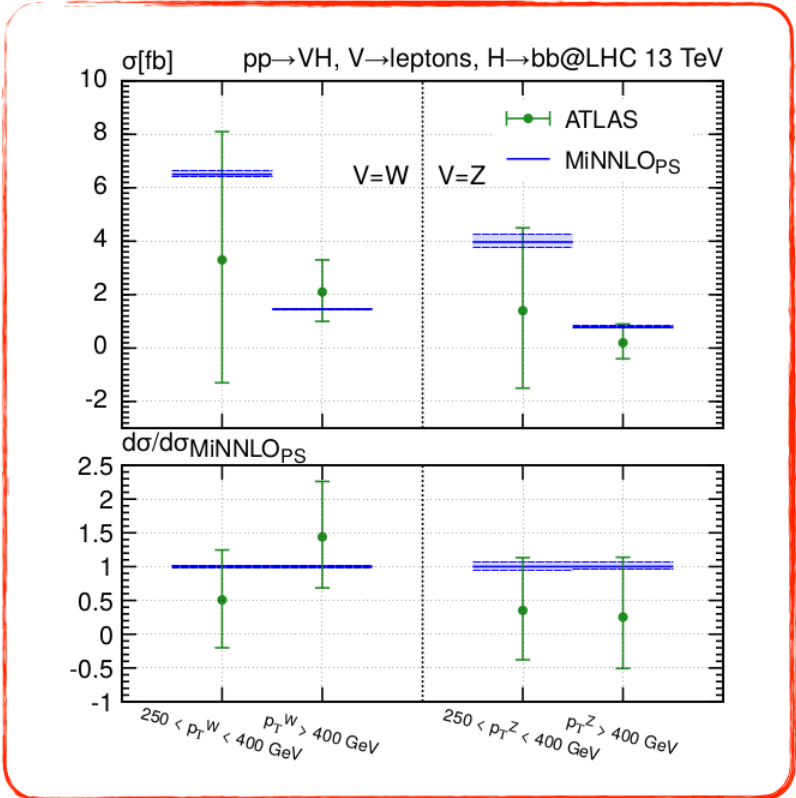 σ[fb] pp→VH, V→leptons, H→bb@LHC 13 TeV
10
8
6
4
2
0
-2
ATLAS
MiNNLOPS
V=W V=Z
dσ/dσMiNNLOPS
2.5
2
1.5
1
0.5
0
-0.5
-1
250 < pTW < 400 GeV
pTW > 400 GeV
250 < pTZ < 400 GeV
pTZ > 400 GeV